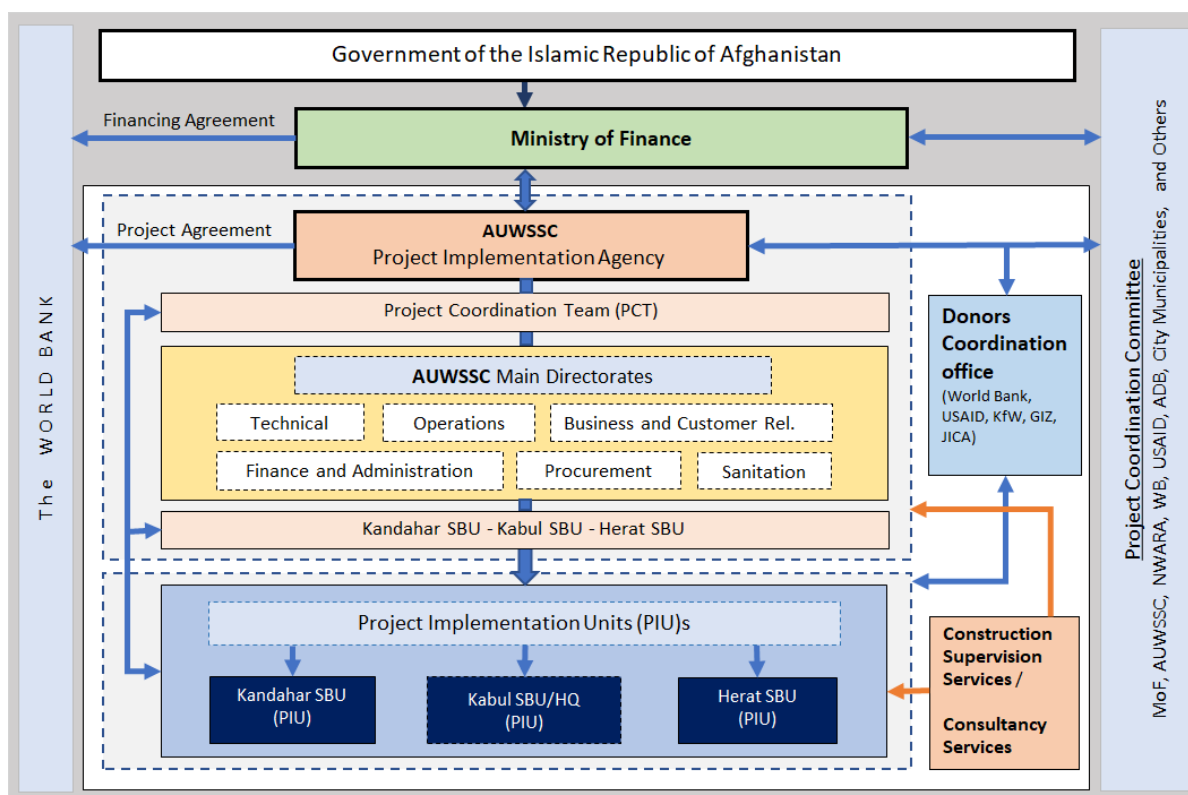 Government of the Islamic Republic of Afghanistan
Financing Agreement
Ministry of Finance
Project Agreement
AUWSSC
Project Implementation Agency
Project Coordination Team (PCT)
AUWSSC Main Directorates
Technical
Operations
Business and Customer Rel.
Finance and Administration
Procurement
Sanitation
Kandahar SBU - Kabul SBU - Herat SBU
Project Implementation Units (PIU)s
Kandahar SBU
(PIU)
Kabul SBU/HQ
(PIU)
Herat SBU
(PIU)
Donors
Coordination
office
(World Bank,
USAID, KfW, GIZ,
JICA)
Construction
Supervision
Services /
Consultancy
Services
The WORLD BANK
Project Coordination Committee
MoF, AUWSSC, NWARA, WB, USAID, ADB, City Municipalities, and Others